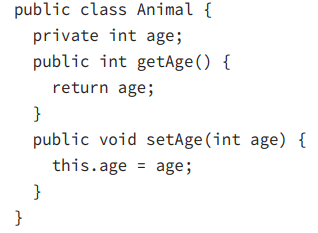 public class Animal {
  private int age;
  public int getAge() {
    return age;
  }
  public void setAge(int age) {
    this.age = age;
  }
}